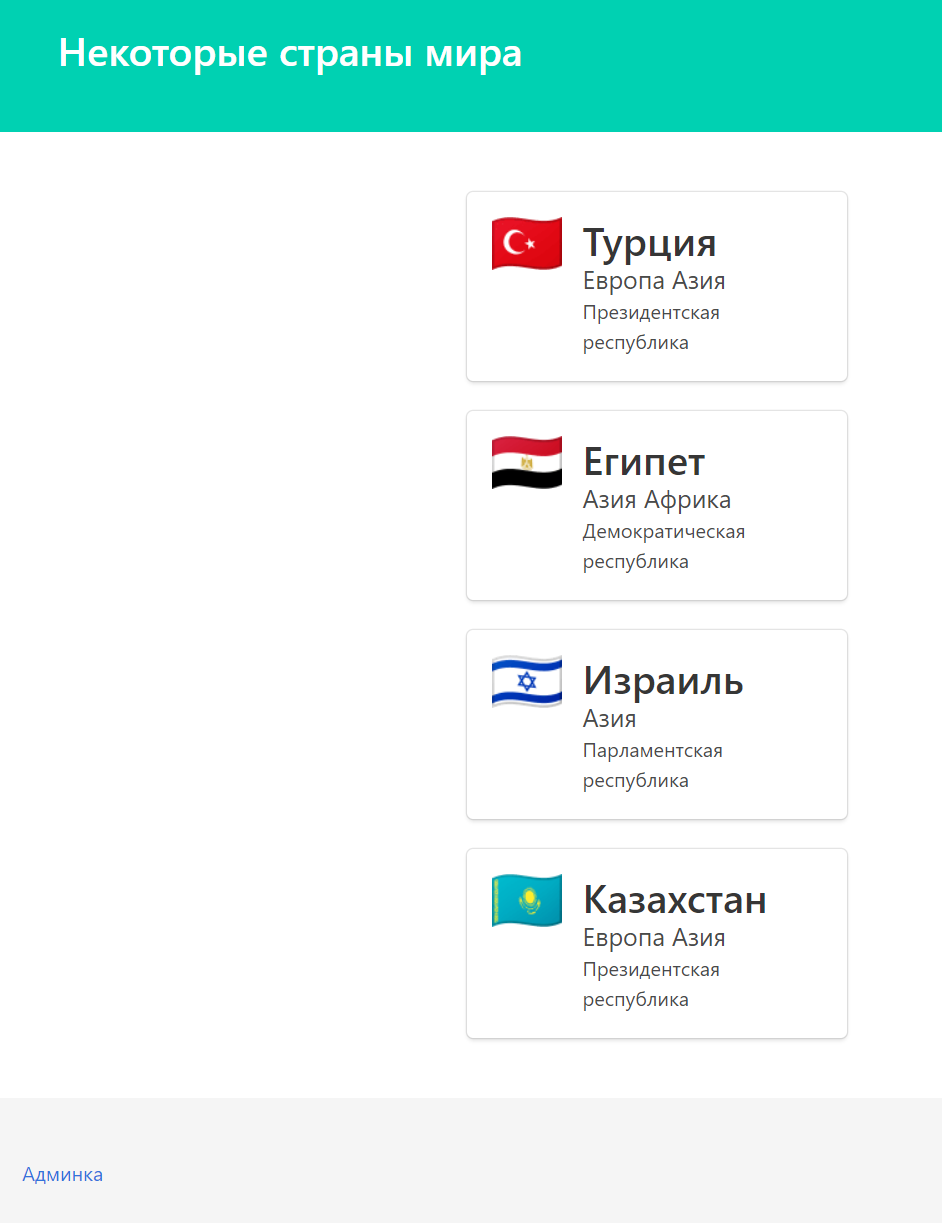 Некоторые страны мира
Турция
Европа Азия
Президентская
республика
Египет
Азия Африка
Демократическая
республика
Израиль
Азия
Парламентская
республика
Казахстан
Европа Азия
Президентская
республика
Админка